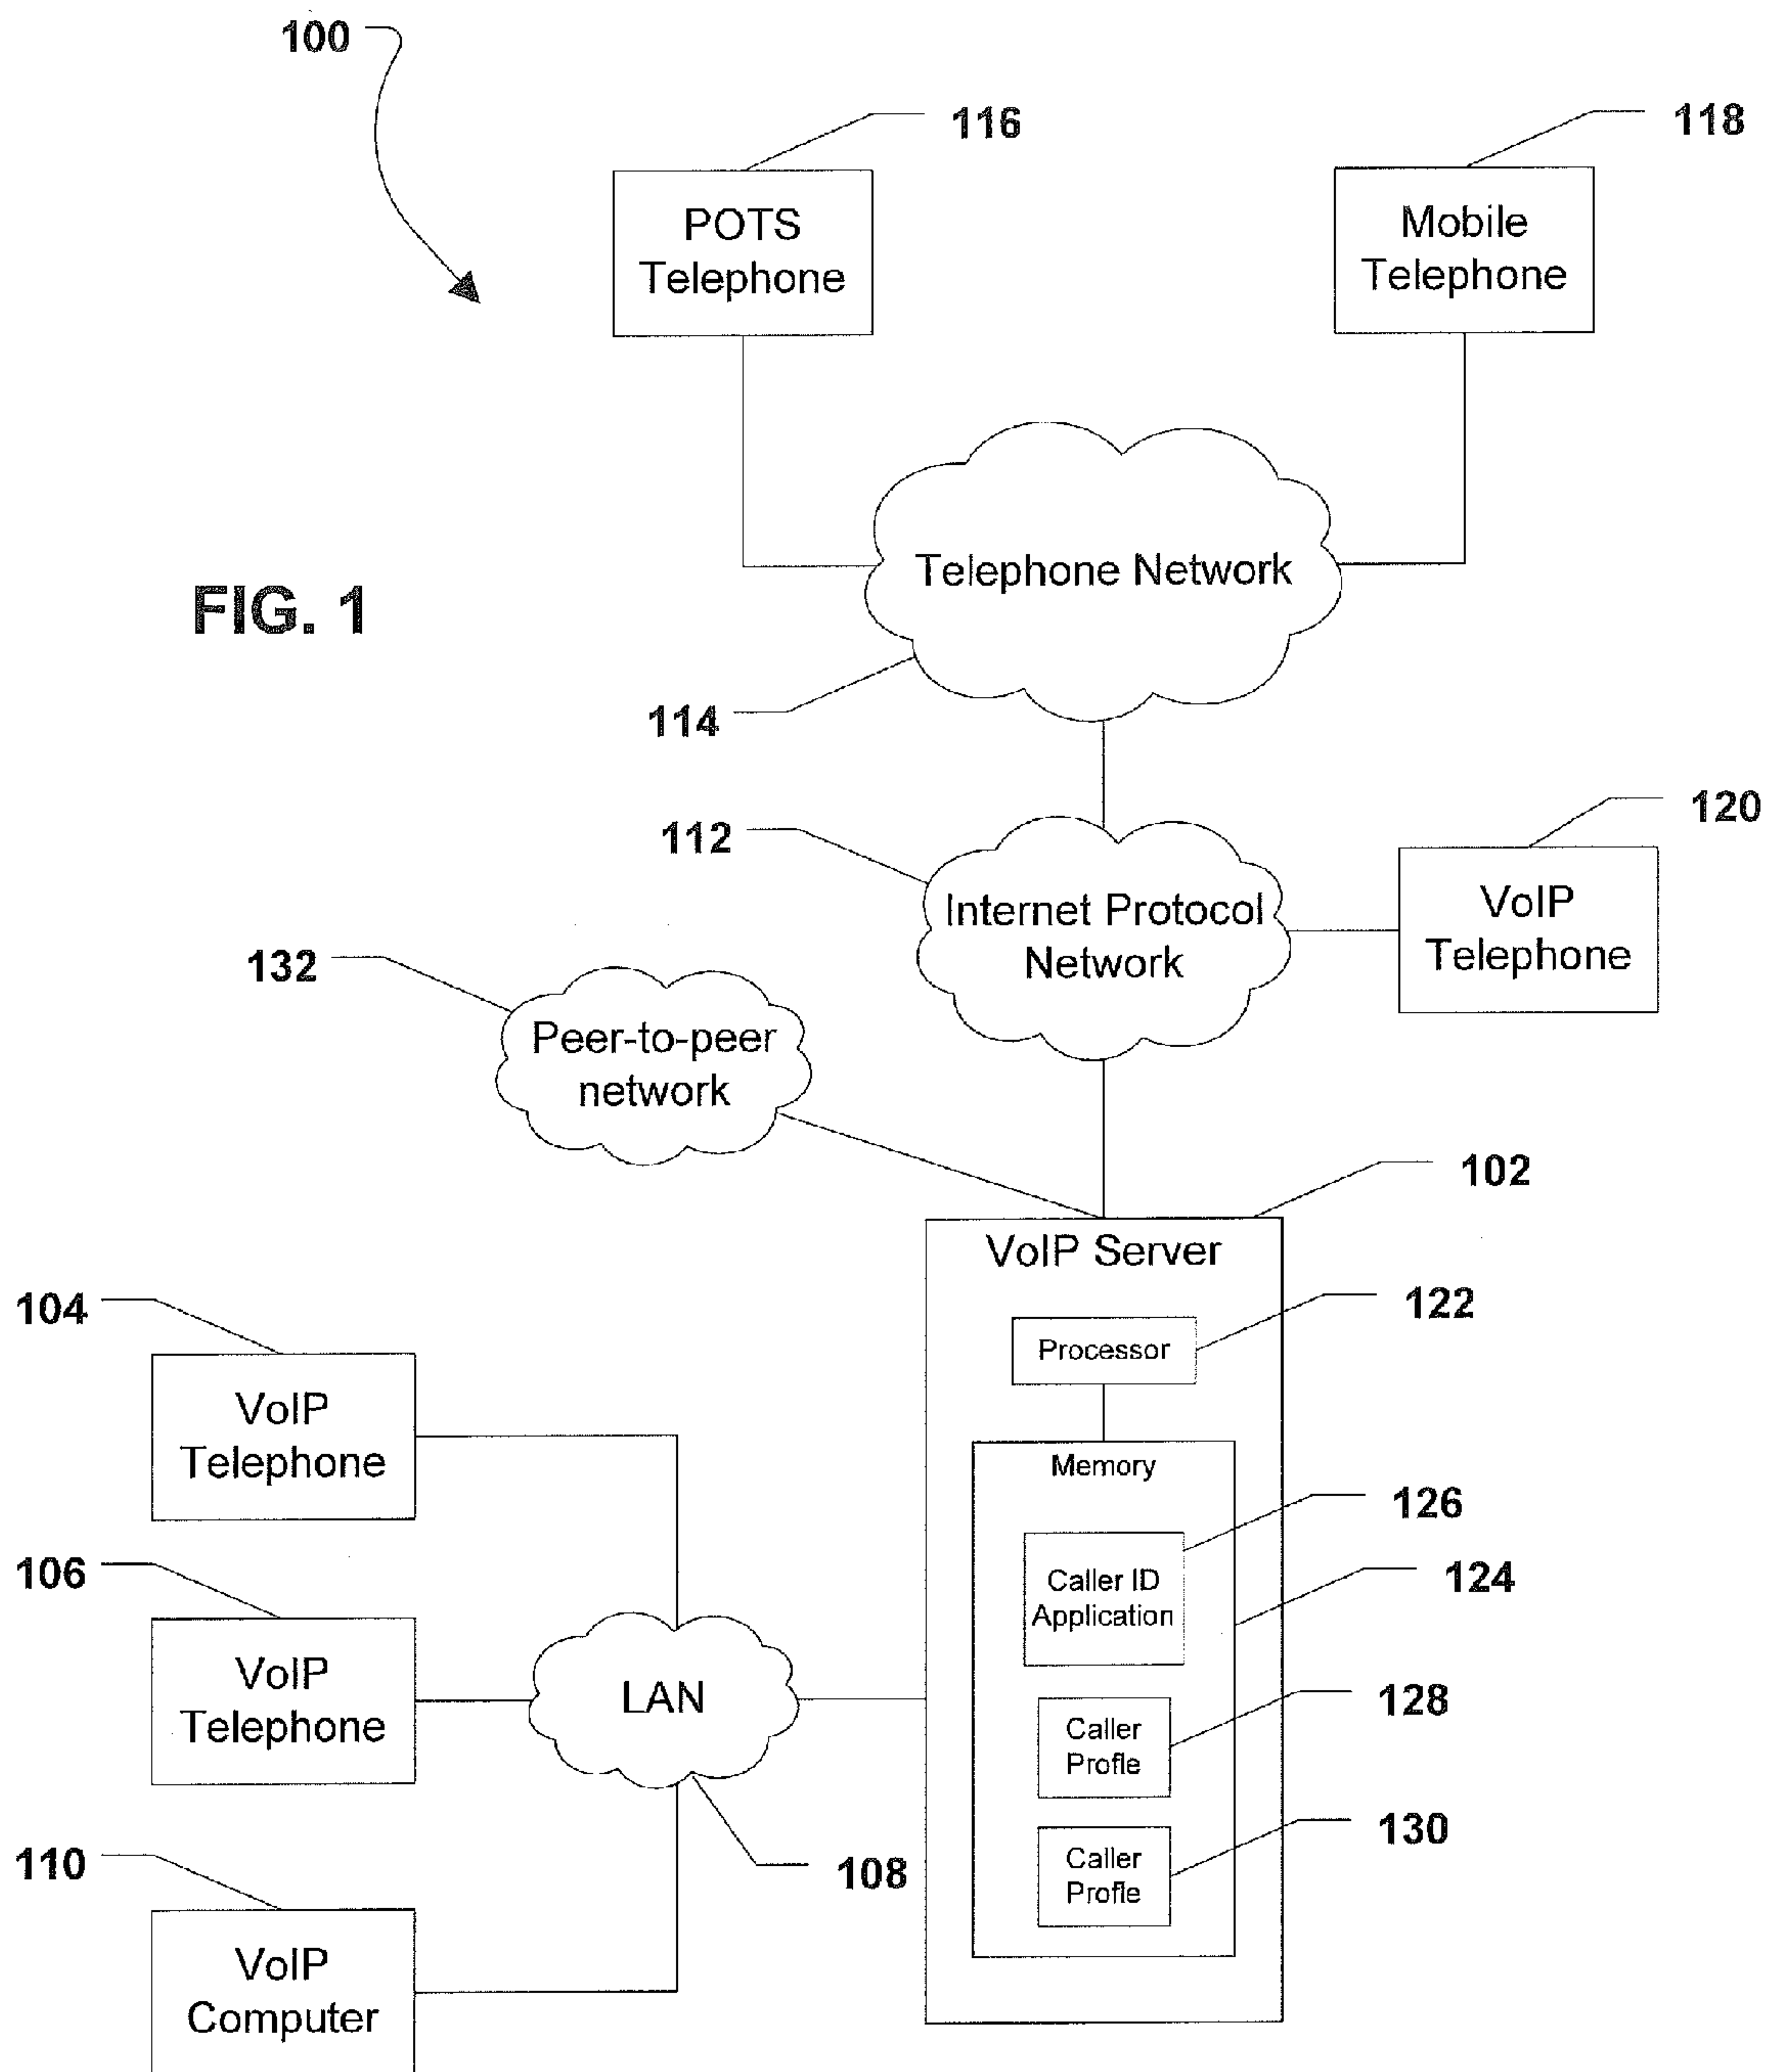 100
116
118
POTS
Telephone
Mobile
Telephone
Telephone Network
FIG. 1
114
112
120
Internet Protocol
Network
VoIP
Telephone
132
Peer-to-peer
network
102
VoIP Server
104
122
Processor
VoIP
Telephone
Memory
126
106
Caller ID
Application
124
VoIP
Telephone
LAN
128
Caller
Profle
110
108
130
Caller
Profle
VoIP
Computer